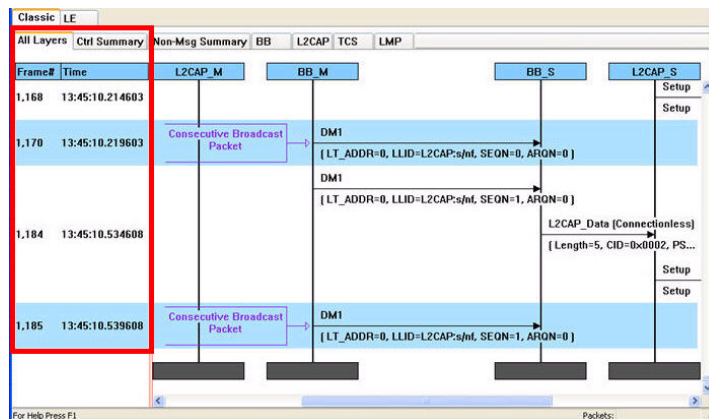 Classic LE
All Layers Ctrl Summary Non-Msg Summary BB L2CAP TCS LMP
Frame# Time L2CAP_M BB_M BB_S L2CAP_S
Setup
1,168 13:45:10.214603
Setup
Consecutive Broadcast Packet
DM1
1,170 13:45:10.219603
[ LT_ADDR=0, LLID=L2CAP:s/nf, SEQN=0, ARQN=0 ]
DM1
[ LT_ADDR=0, LLID=L2CAP:s/nf, SEQN=1, ARQN=0 ]
L2CAP_Data (Connectionless)
1,184 13:45:10.534608
[ Length=5, CID=0x0002, PS...
Setup
Setup
Consecutive Broadcast Packet
DM1
1,185 13:45:10.539608
[ LT_ADDR=0, LLID=L2CAP:s/nf, SEQN=1, ARQN=0 ]
For Help Press F1 Packets: